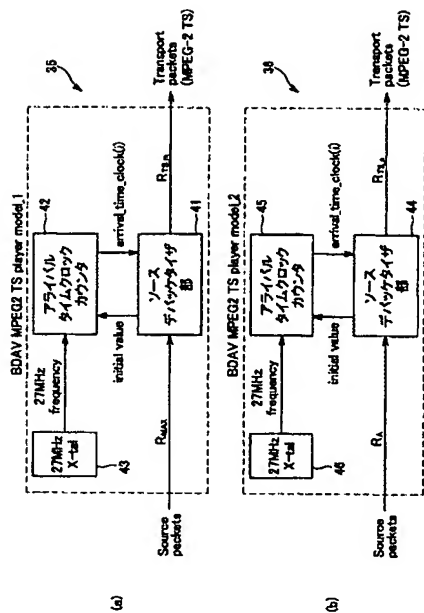 (a)
BDAV MPEG2 TS player model_1
35
27MHz
X-tal
43
27MHz
frequency
アライバル
タイムクロック
カウンタ
42
initial value
arrival_time_clock(i)
Source
packets
RMAX
ソース
デパケッタイザ
部
41
RTS,n
Transport
packets
(MPEG-2 TS)
(b)
BDAV MPEG2 TS player model_2
38
27MHz
X-tal
46
27MHz
frequency
アライバル
タイムクロック
カウンタ
45
initial value
arrival_time_clock(i)
Source
packets
ソース
デパケッタイザ
部
44
Transport
packets
(MPEG-2 TS)